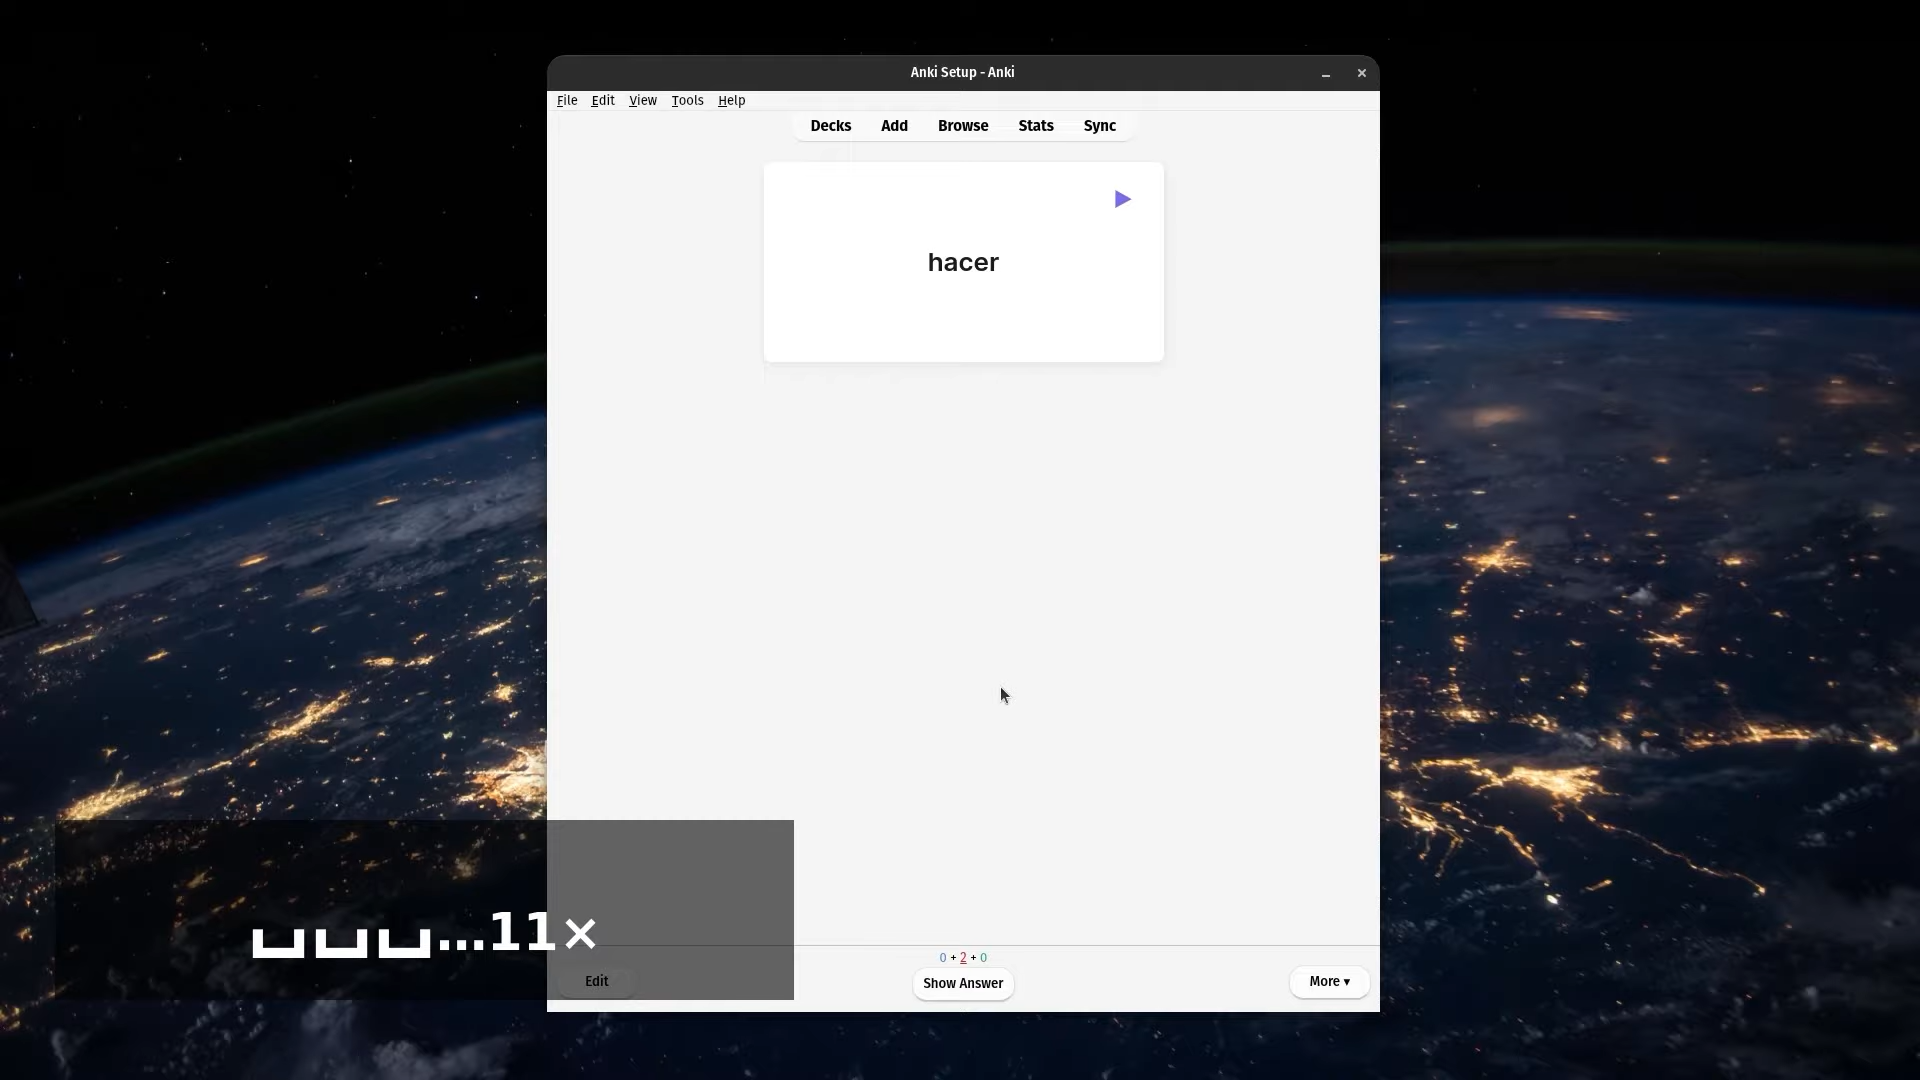 Anki Setup - Anki
File Edit View Tools Help
Decks Add Browse Stats Sync
hacer
␣␣␣...11×
0 + 2 + 0
Edit Show Answer More ▾